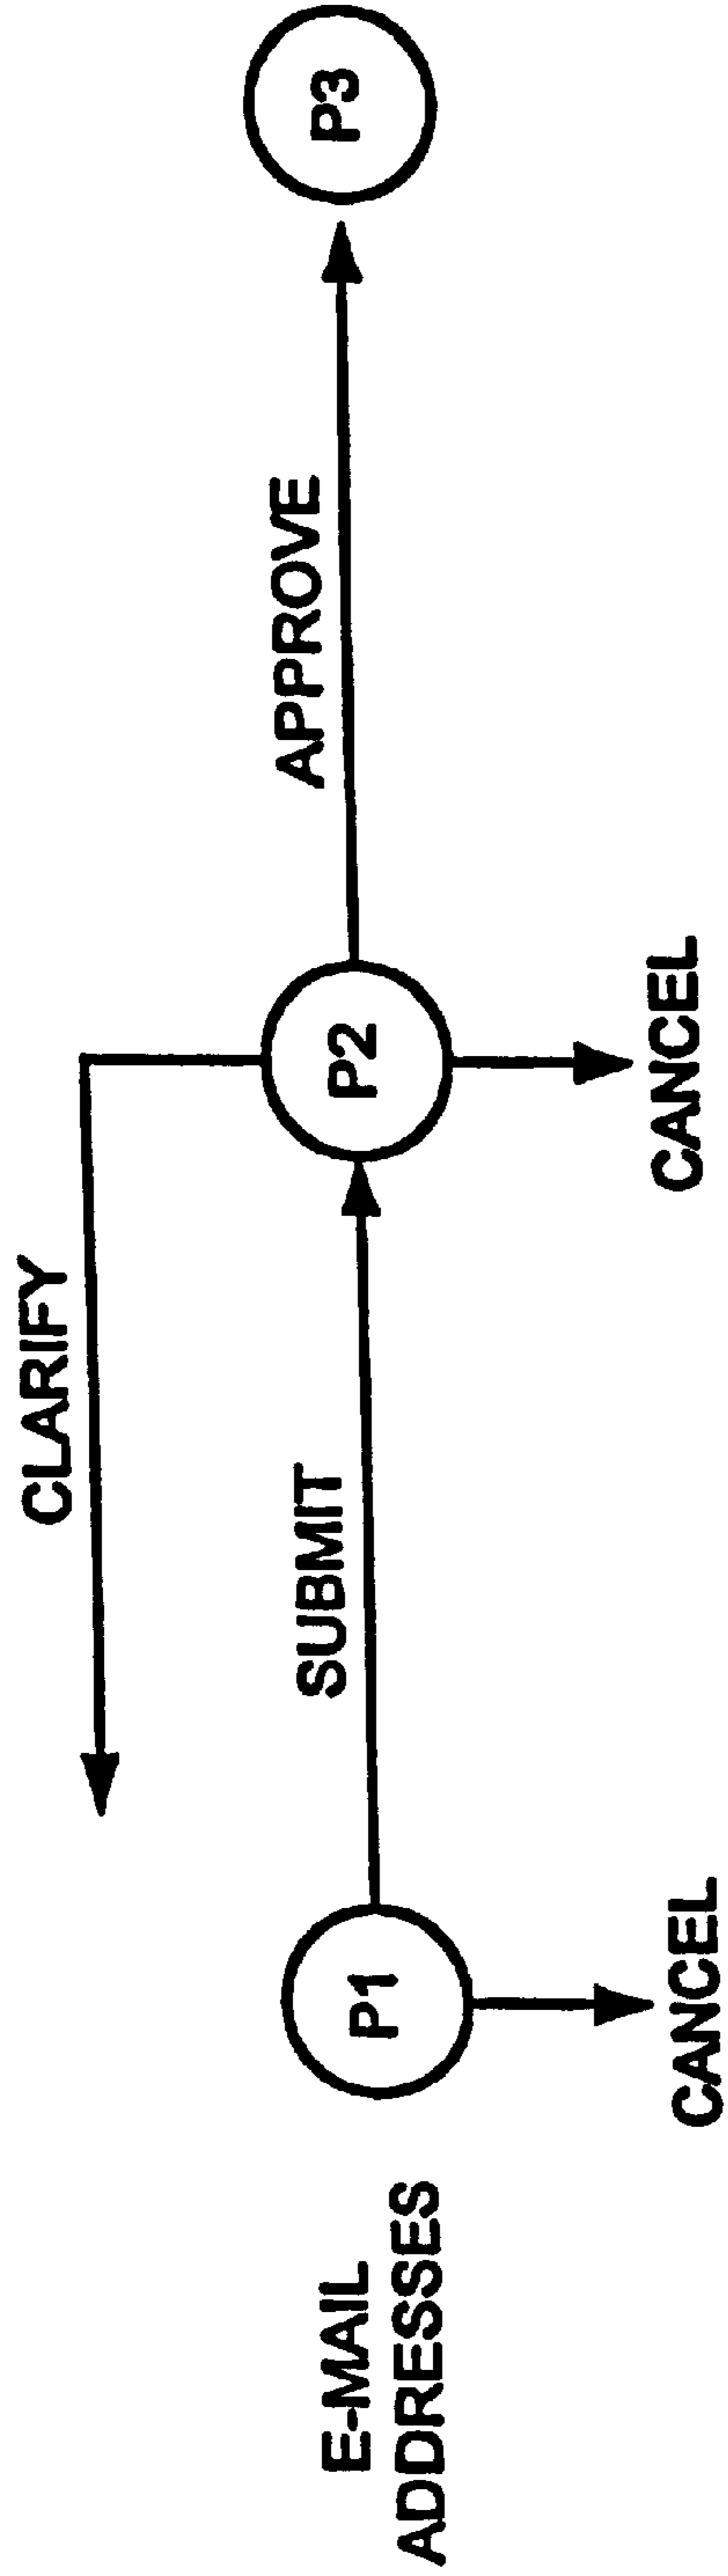 CLARIFY
E-MAIL
ADDRESSES
P1
SUBMIT
P2
APPROVE
P3
CANCEL
CANCEL